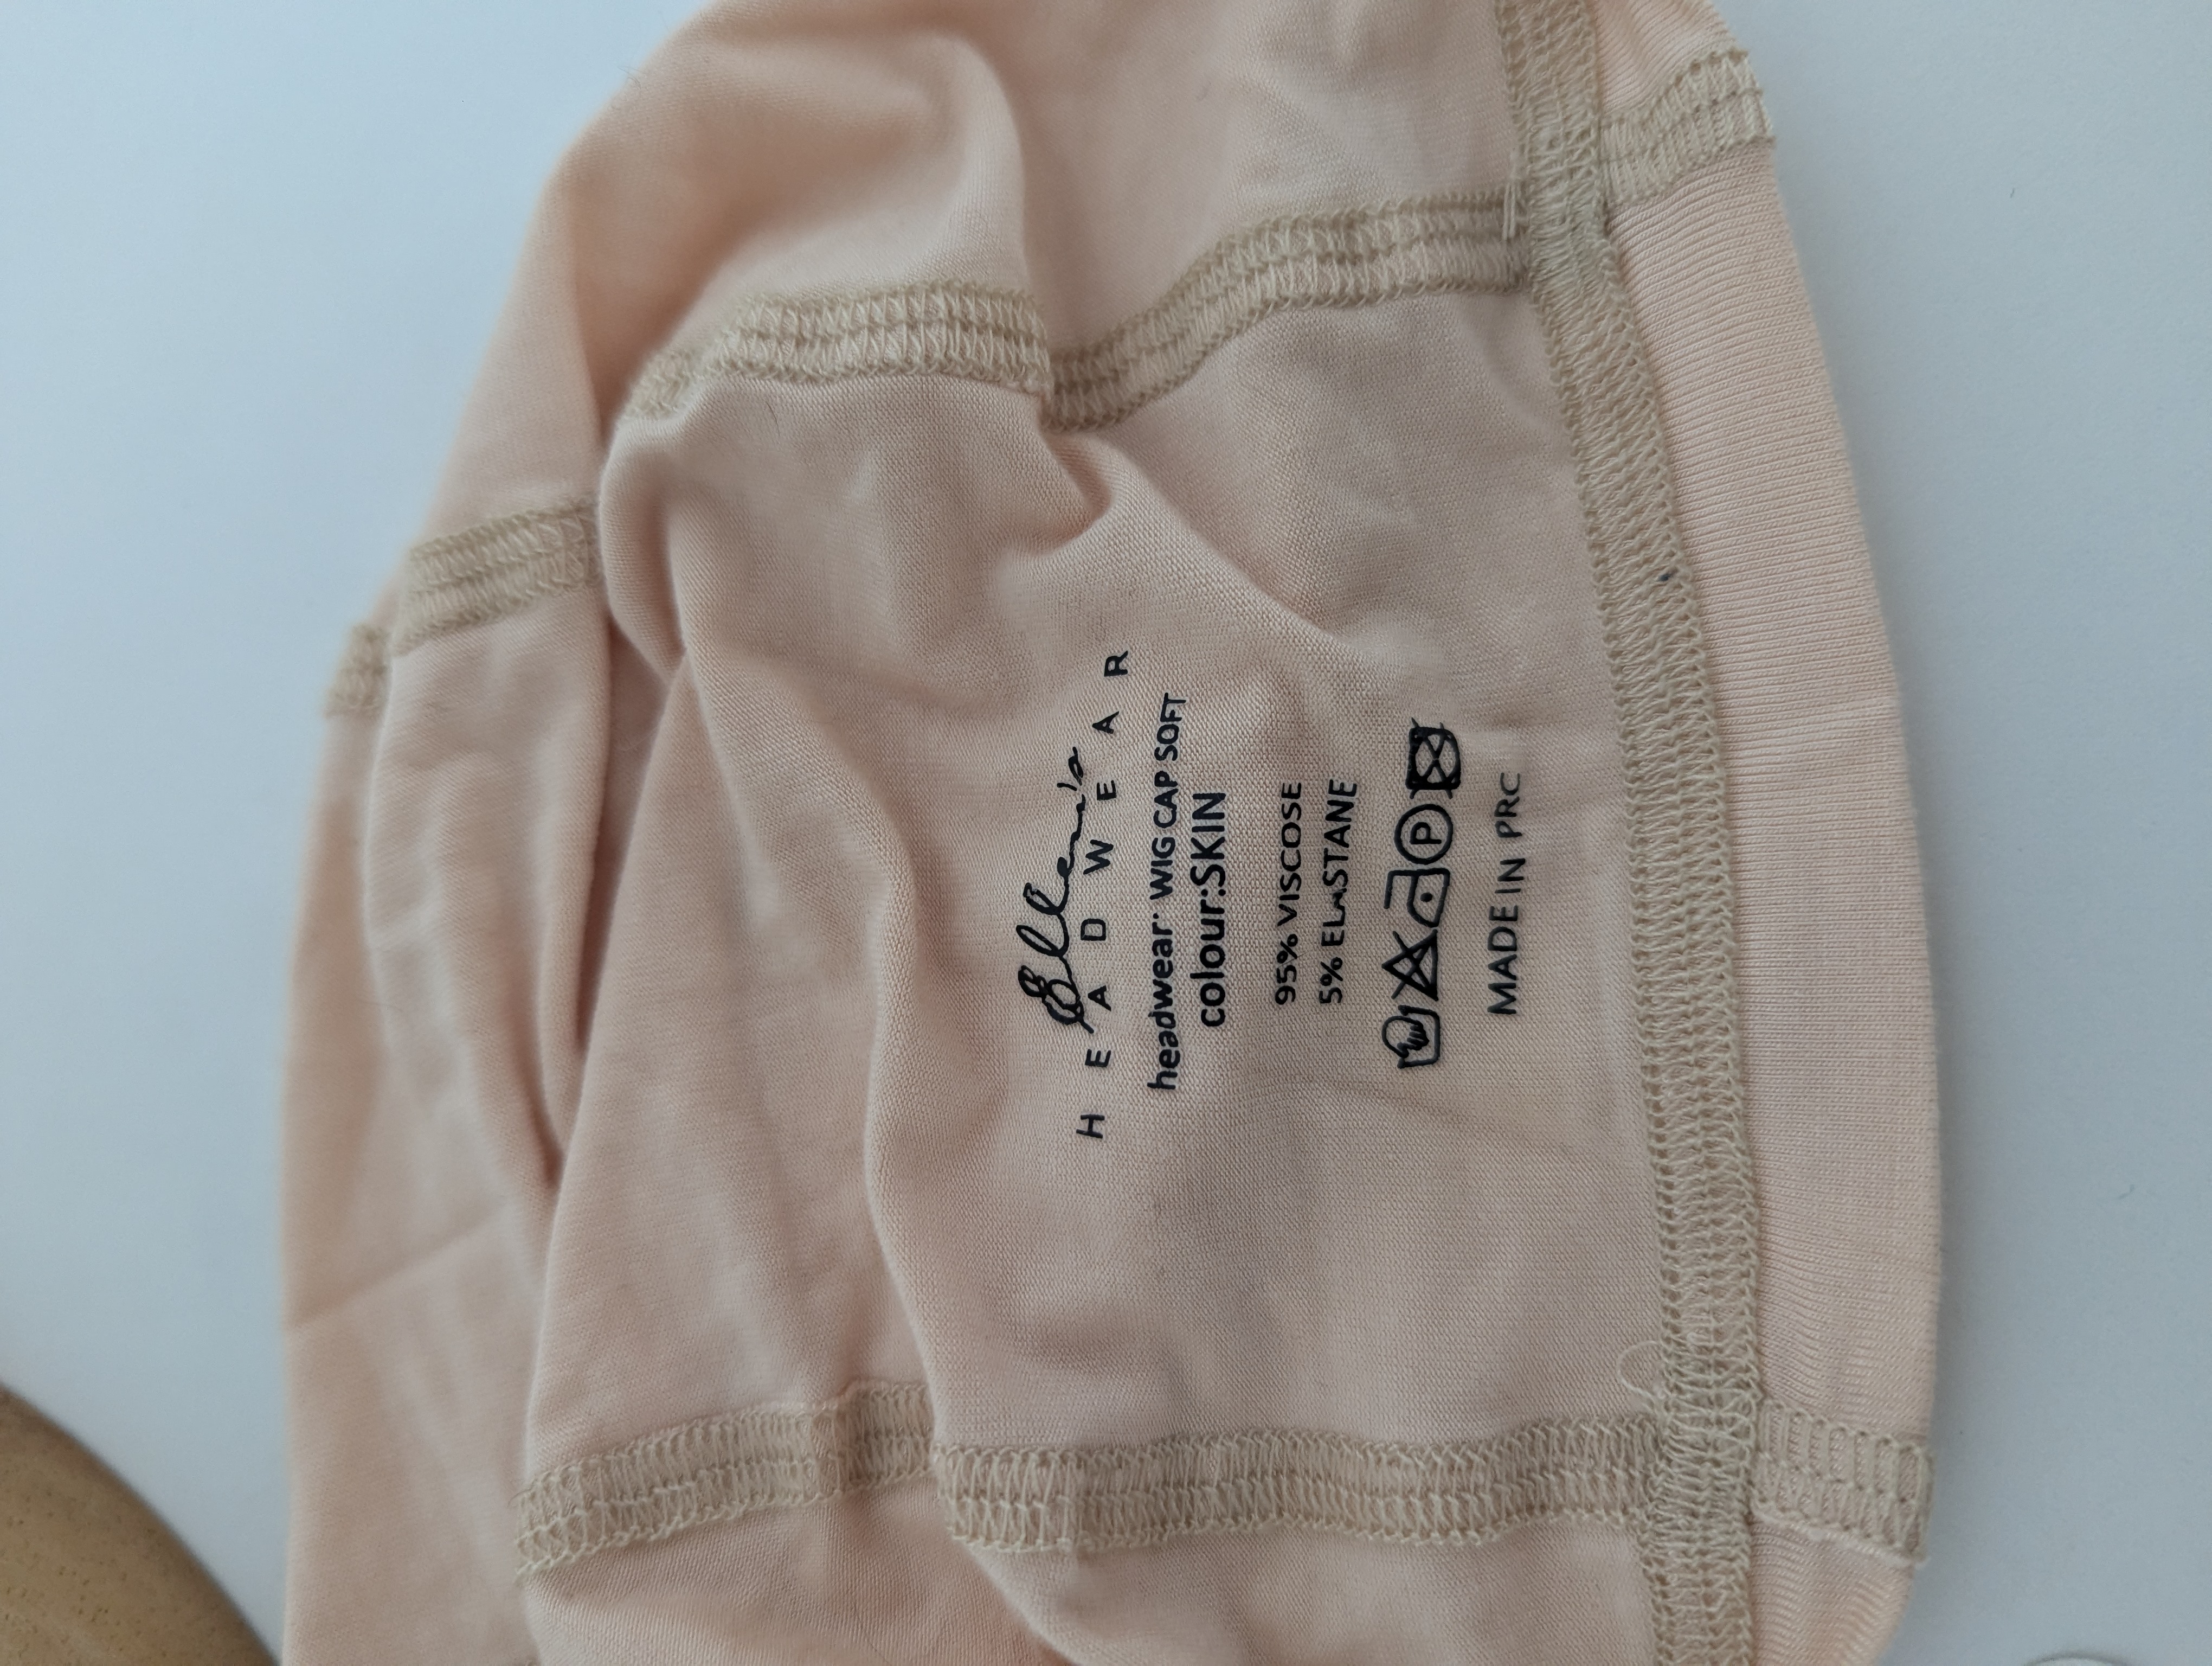 Ellen's
HEADWEAR
headwear: WIG CAP SOFT
colour:SKIN
95% VISCOSE
5% ELASTANE
P
MADE IN PRC